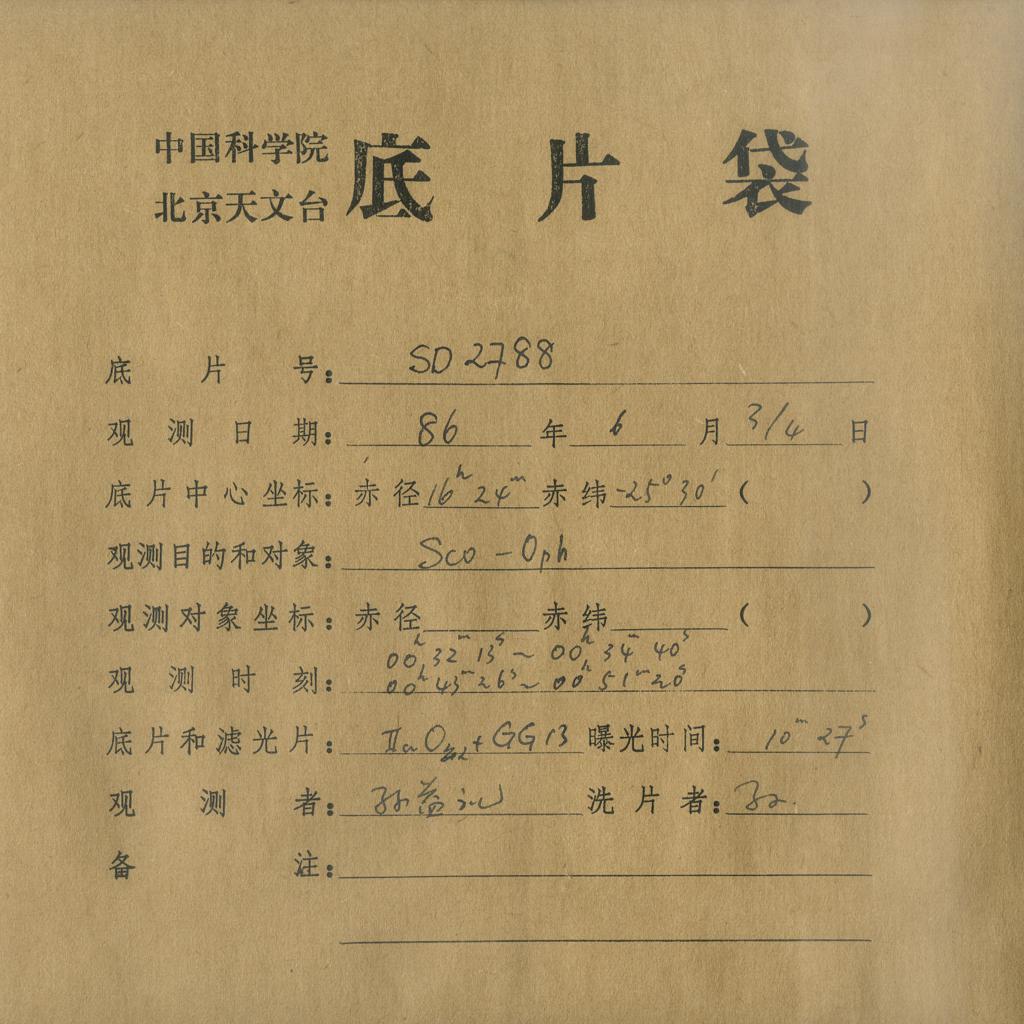 中国科学院
北京天文台 底片袋
底片号: SD 2788
观测日期: 86 年 6 月 3/4 日
底片中心坐标: 赤径 16ʰ 24ᵐ 赤纬 -25° 30′ ( )
观测目的和对象: Sco - Oph
观测对象坐标: 赤径 赤纬 ( )
00ʰ 32ᵐ 13ˢ ~ 00ʰ 34ᵐ 40ˢ
观测时刻: 00ʰ 43ᵐ 26ˢ ~ 00ʰ 51ᵐ 20ˢ
底片和滤光片: IIaO + GG13 曝光时间: 10ᵐ 27ˢ
观测者: 孙益礼 洗片者: 孙.
备注: